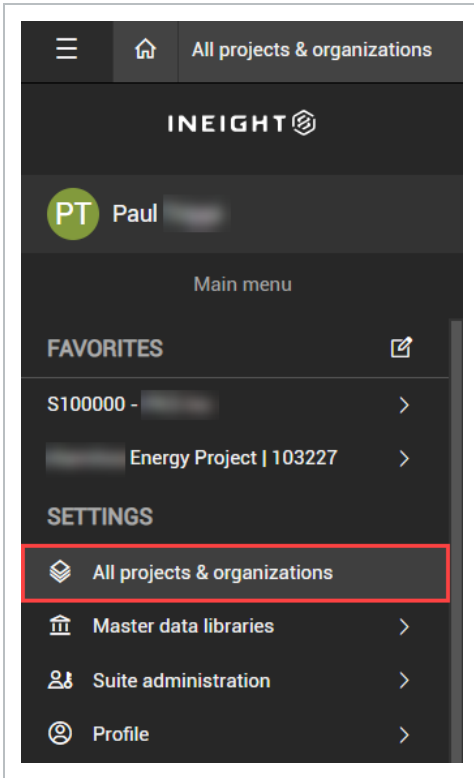 All projects & organizations
INEIGHT
PT Paul
Main menu
FAVORITES
S100000 -
Energy Project | 103227
SETTINGS
All projects & organizations
Master data libraries
Suite administration
Profile